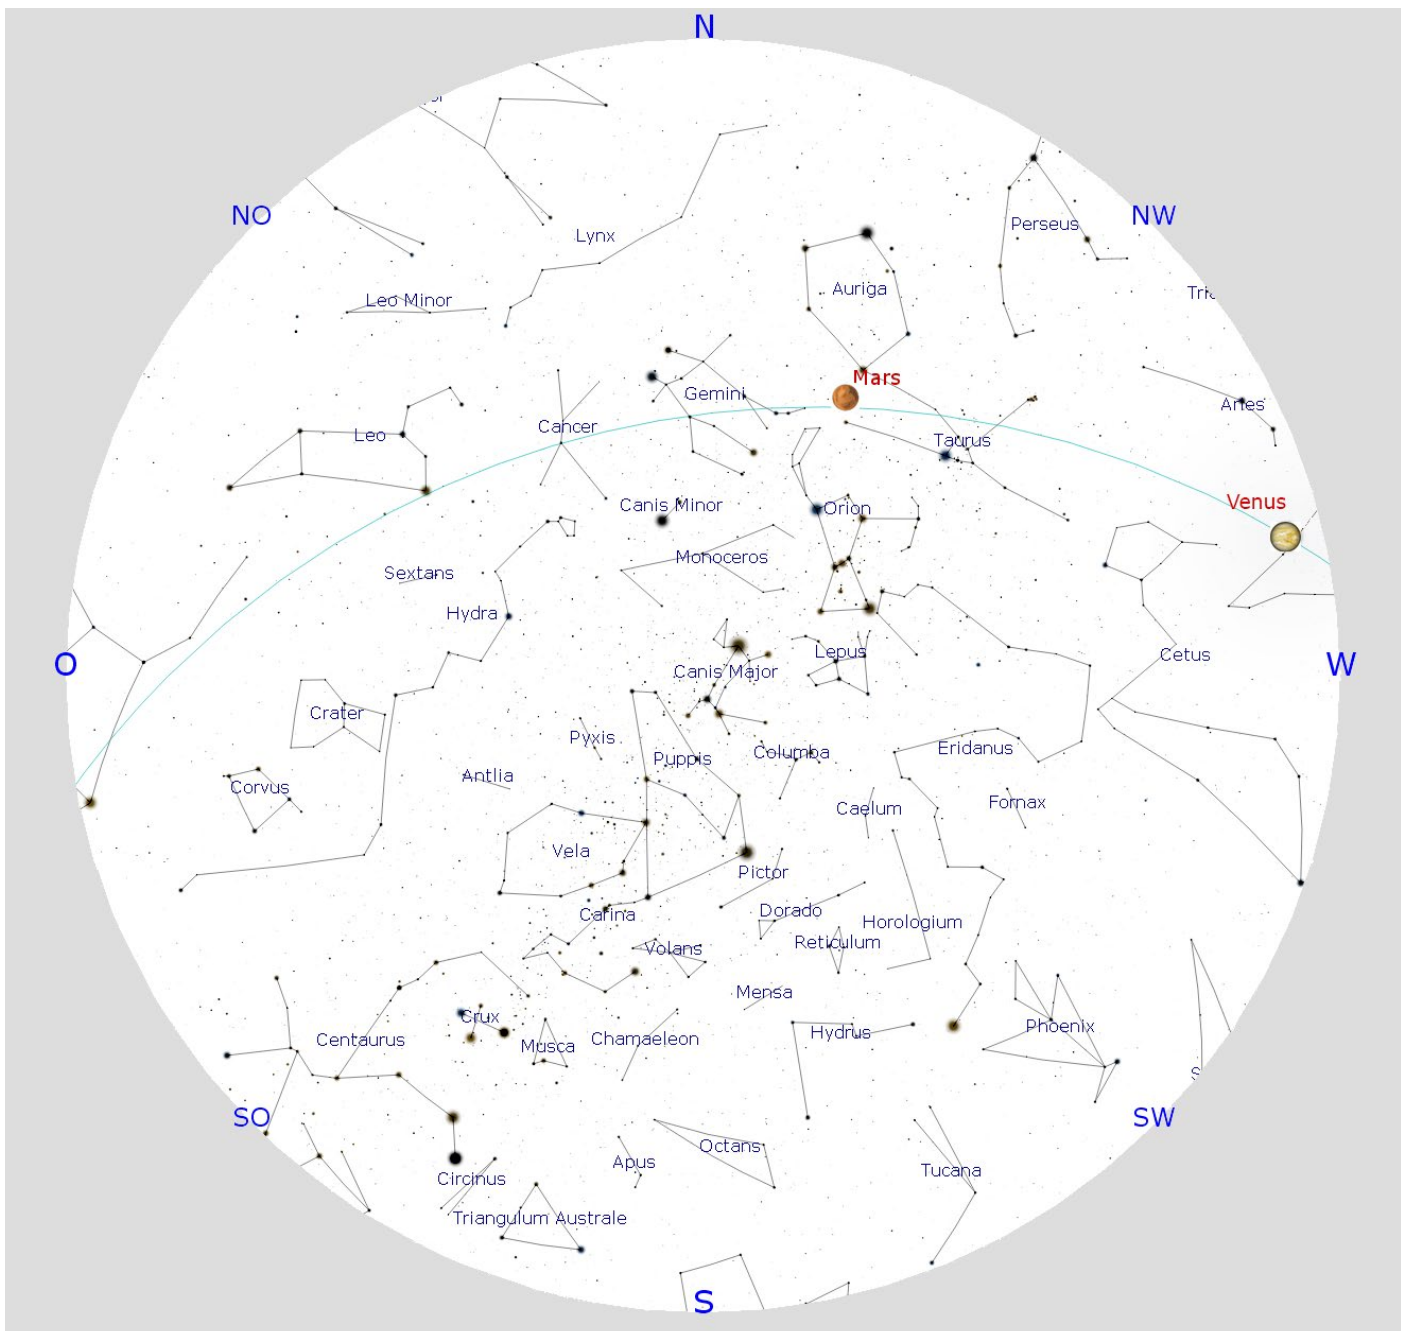 N
NO
NW
Perseus
Lynx
Auriga
Leo Minor
Mars
Gemini
Aries
Leo
Cancer
Taurus
Canis Minor
Orion
Venus
Monoceros
Sextans
Hydra
O
Lepus
Cetus
W
Canis Major
Crater
Pyxis
Puppis
Columba
Eridanus
Antlia
Corvus
Caelum
Fornax
Vela
Pictor
Carina
Dorado
Horologium
Volans
Reticulum
Mensa
Crux
Centaurus
Musca
Chamaeleon
Hydrus
Phoenix
SO
SW
Octans
Apus
Tucana
Circinus
Triangulum Australe
S